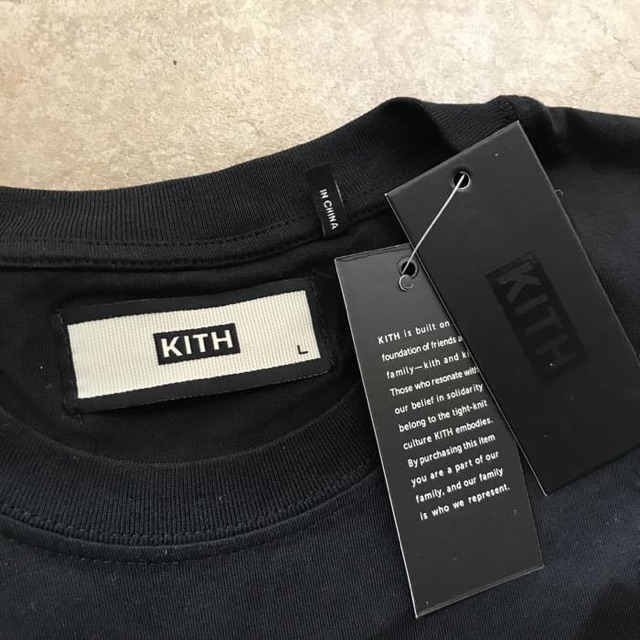 IN CHINA
KITH
L
KITH
KITH is built on
foundation of friends
family—kith and
Those who resonate with
our belief in solidarity
belong to the tight-knit
culture KITH embodies.
By purchasing this item
you are a part of our
family, and our family
is who we represent.